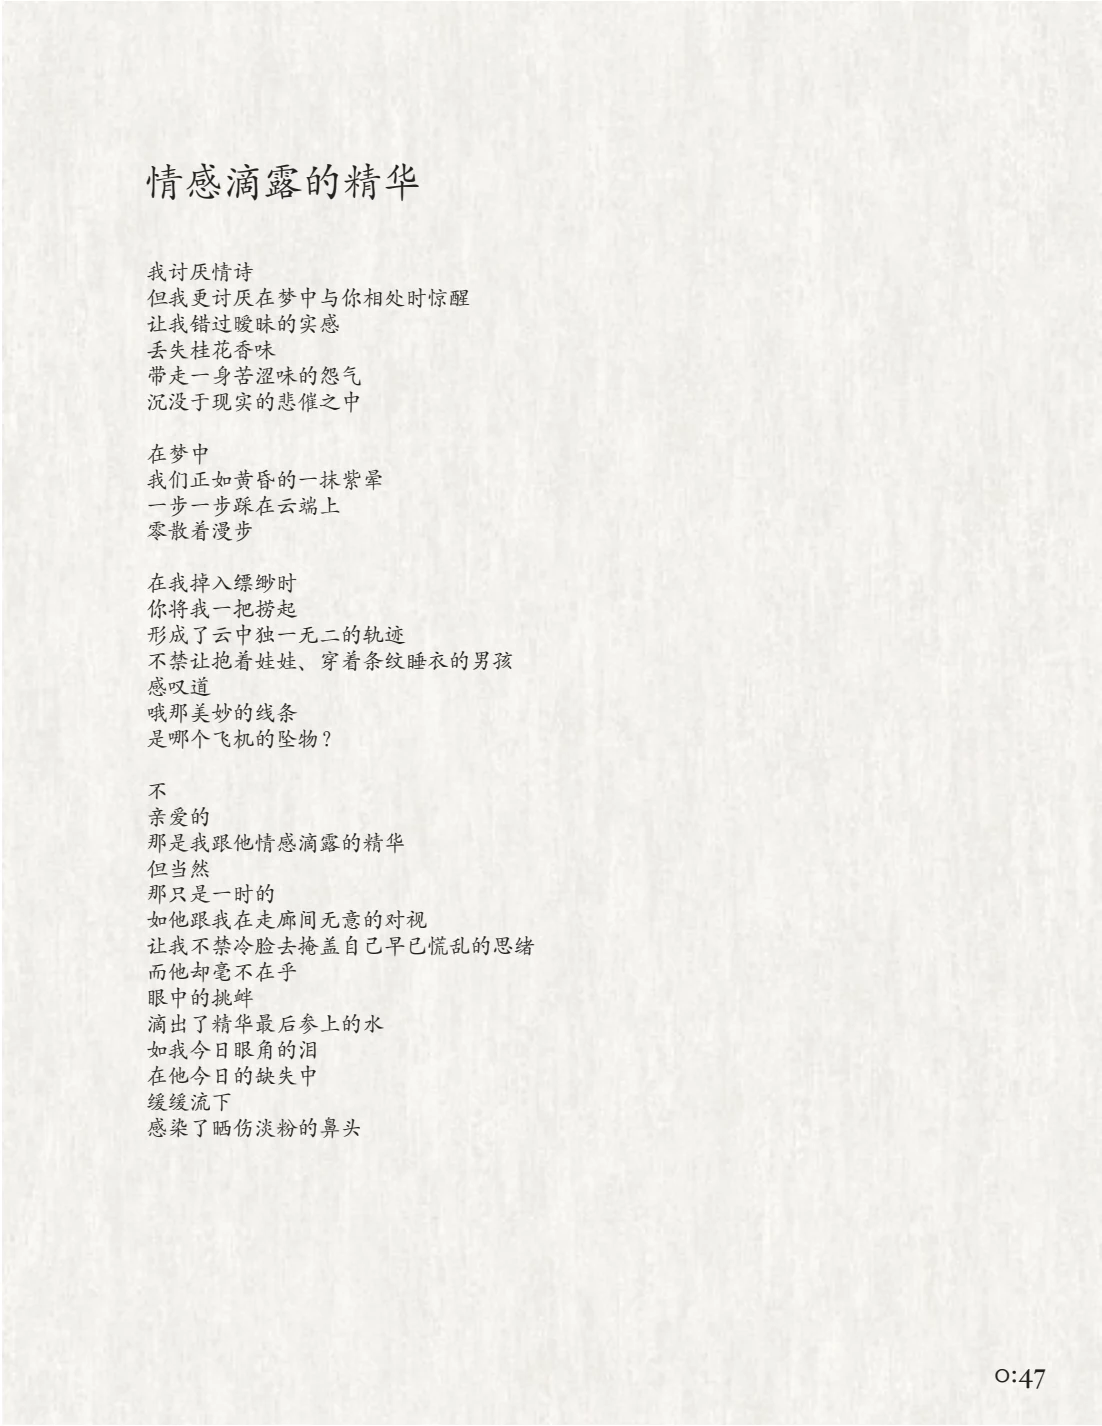 情感滴露的精华
我讨厌情诗
但我更讨厌在梦中与你相处时惊醒
让我错过暧昧的实感
丢失桂花香味
带走一身苦涩味的怨气
沉没于现实的悲催之中
在梦中
我们正如黄昏的一抹紫晕
一步一步踩在云端上
零散着漫步
在我掉入缥缈时
你将我一把捞起
形成了云中独一无二的轨迹
不禁让抱着娃娃、穿着条纹睡衣的男孩
感叹道
哦那美妙的线条
是哪个飞机的坠物？
不
亲爱的
那是我跟他情感滴露的精华
但当然
那只是一时的
如他跟我在走廊间无意的对视
让我不禁冷脸去掩盖自己早已慌乱的思绪
而他却毫不在乎
眼中的挑衅
滴出了精华最后参上的水
如我今日眼角的泪
在他今日的缺失中
缓缓流下
感染了晒伤淡粉的鼻头
0:47